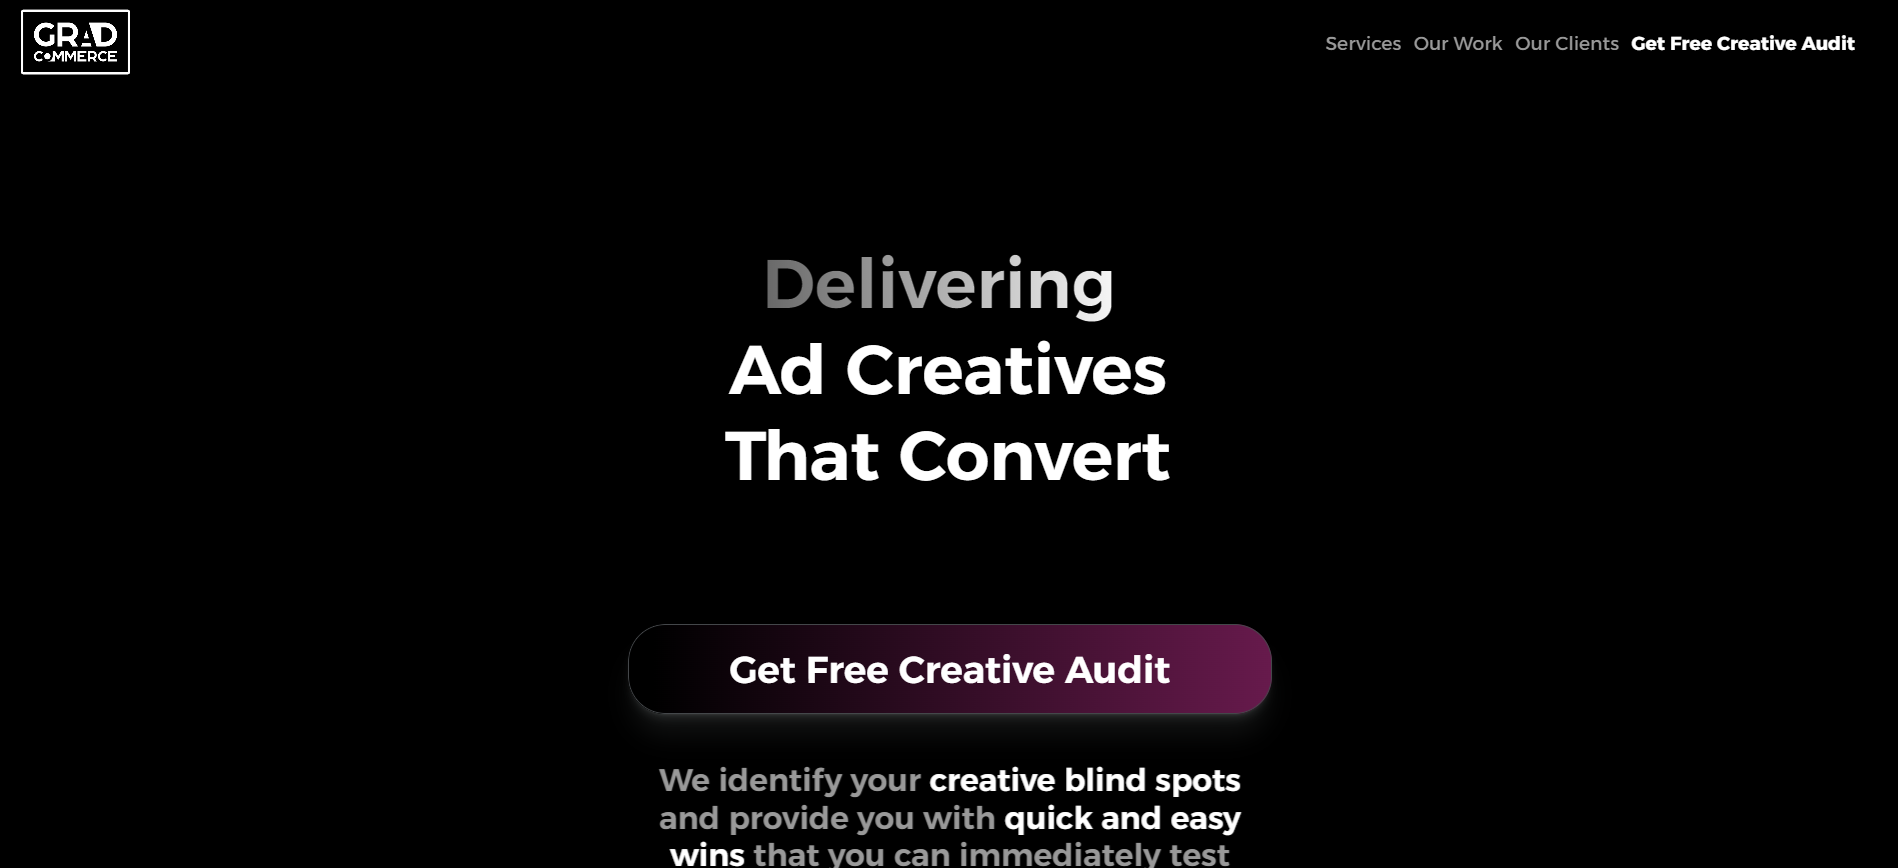 GRAD
COMMERCE
Services Our Work Our Clients Get Free Creative Audit
Delivering
Ad Creatives
That Convert
Get Free Creative Audit
We identify your creative blind spots
and provide you with quick and easy
wins that you can immediately test